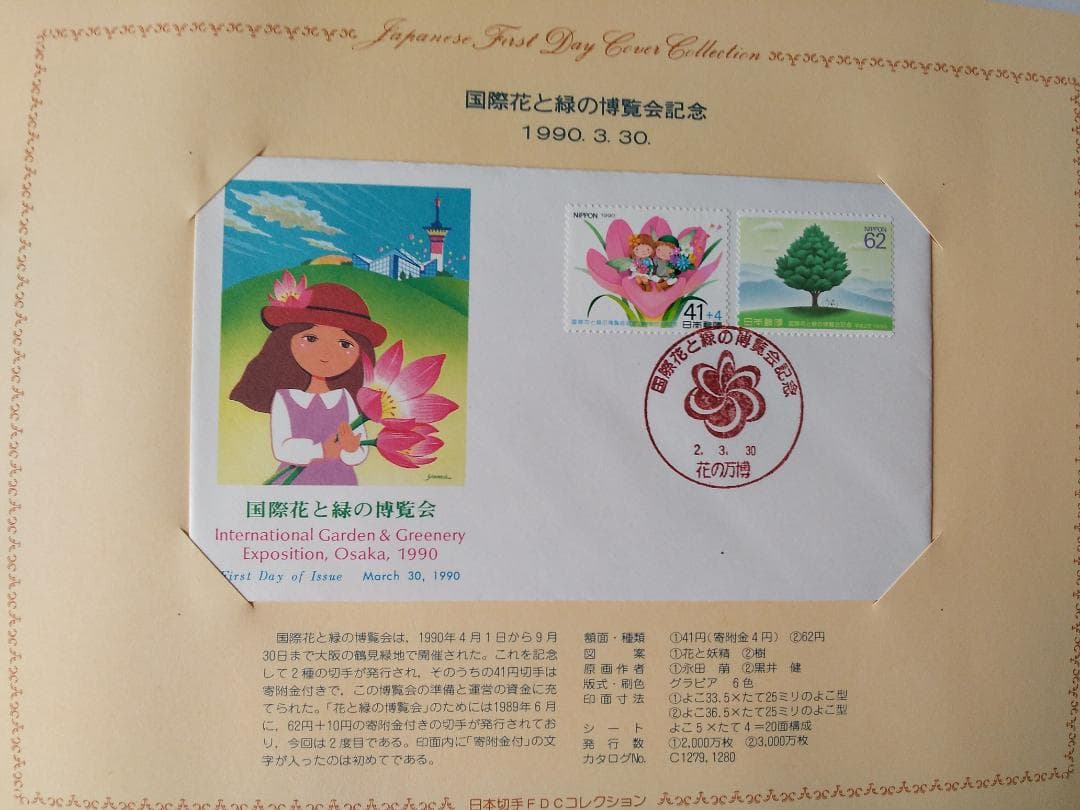 Japanese First Day Cover Collection
国際花と緑の博覧会記念
1990. 3. 30.
NIPPON 1990
41+4
日本郵便
NIPPON
62
日本郵便 国際花と緑の博覧会記念
国際花と緑の博覧会記念
2. 3. 30
花の万博
国際花と緑の博覧会
International Garden & Greenery
Exposition, Osaka, 1990
First Day of Issue March 30, 1990
国際花と緑の博覧会は、1990年4月1日から9月
30日まで大阪の鶴見緑地で開催された。これを記念
して2種の切手が発行され、そのうちの41円切手は
寄附金付きで、この博覧会の準備と運営の資金に充
てられた。「花と緑の博覧会」のためには1989年6月
に、62円+10円の寄附金付きの切手が発行されてお
り、今回は2度目である。印面内に「寄附金付」の文
字が入ったのは初めてである。
額面・種類 ①41円(寄附金4円) ②62円
図案 ①花と妖精 ②樹
原画作者 ①永田 萠 ②黒井 健
版式・刷色 グラビア 6色
印面寸法 ①よこ33.5×たて25ミリのよこ型
②よこ36.5×たて25ミリのよこ型
シート よこ5×たて4=20面構成
発行数 ①2,000万枚 ②3,000万枚
カタログNo. C1279, 1280
日本切手FDCコレクション